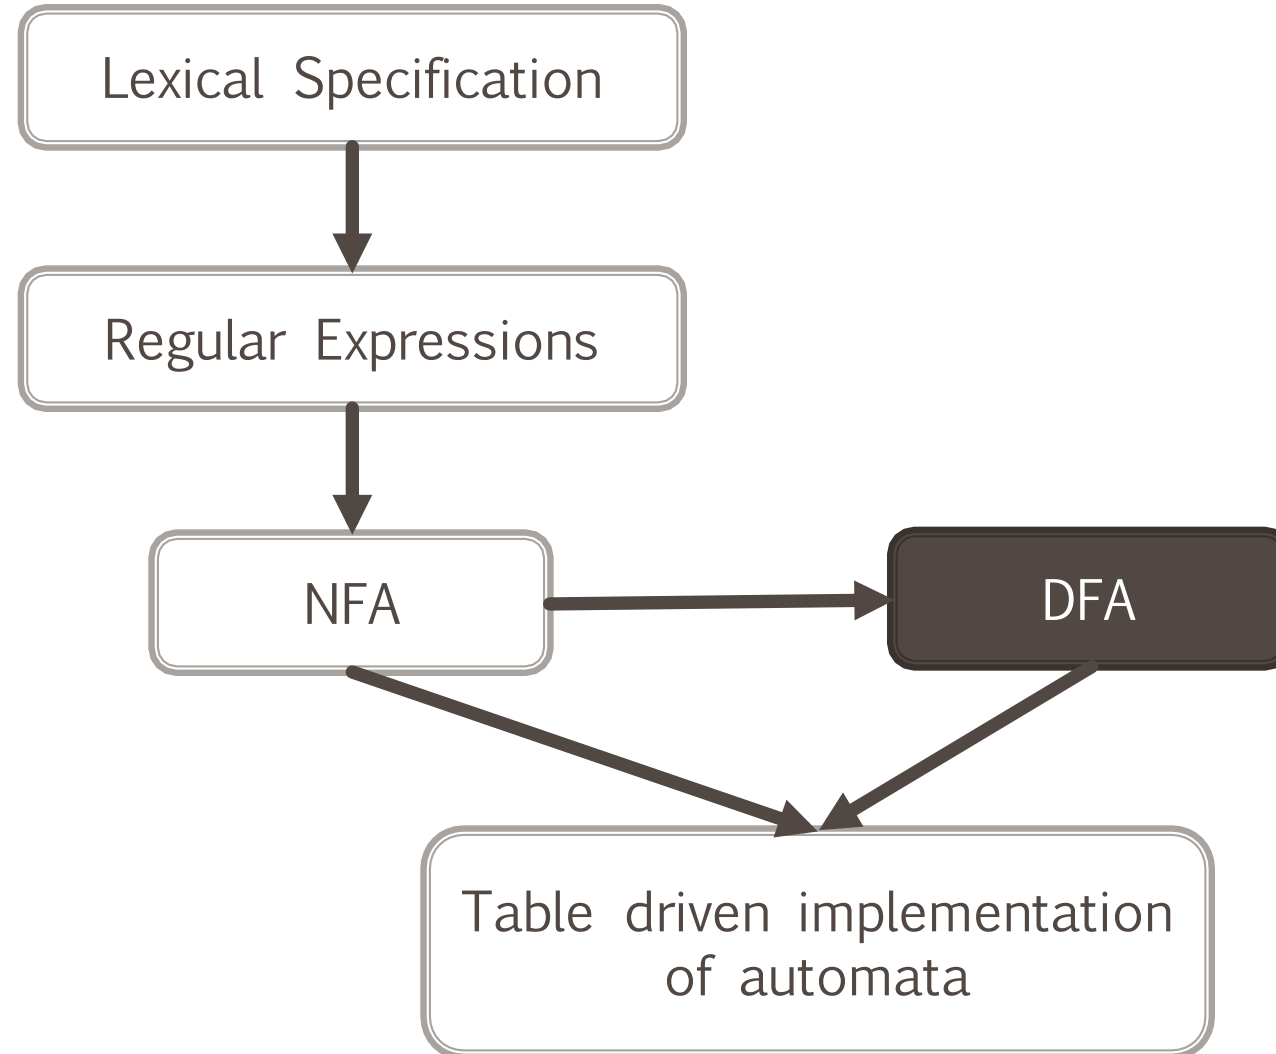 Lexical Specification
Regular Expressions
NFA
DFA
Table driven implementation
of automata